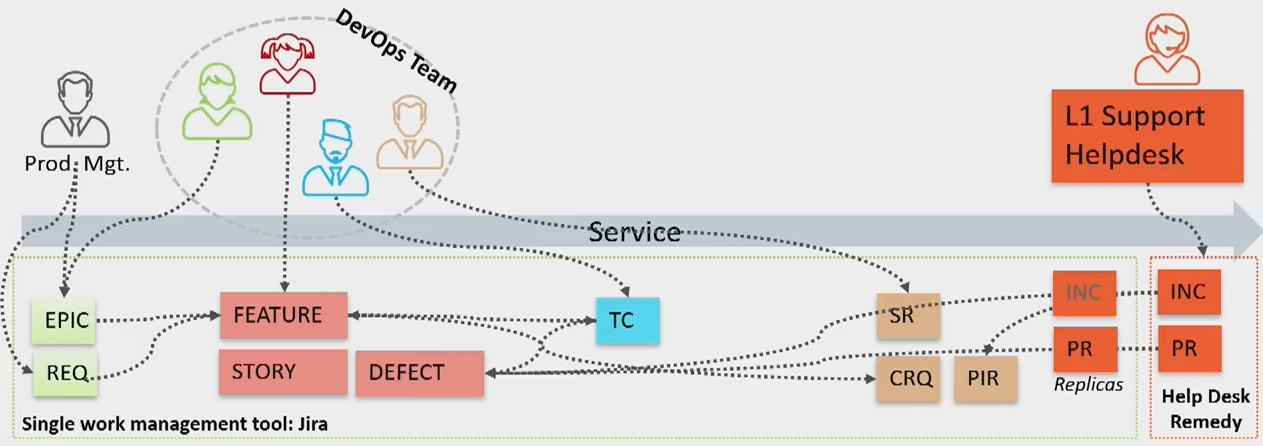 DevOps Team
Prod. Mgt.
L1 Support
Helpdesk
Service
EPIC
FEATURE
TC
SR
INC
INC
REQ
STORY
DEFECT
CRQ
PIR
PR
PR
Replicas
Single work management tool: Jira
Help Desk
Remedy